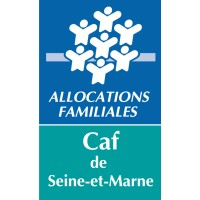 ALLOCATIONS
FAMILIALES
Caf
de
Seine-et-Marne